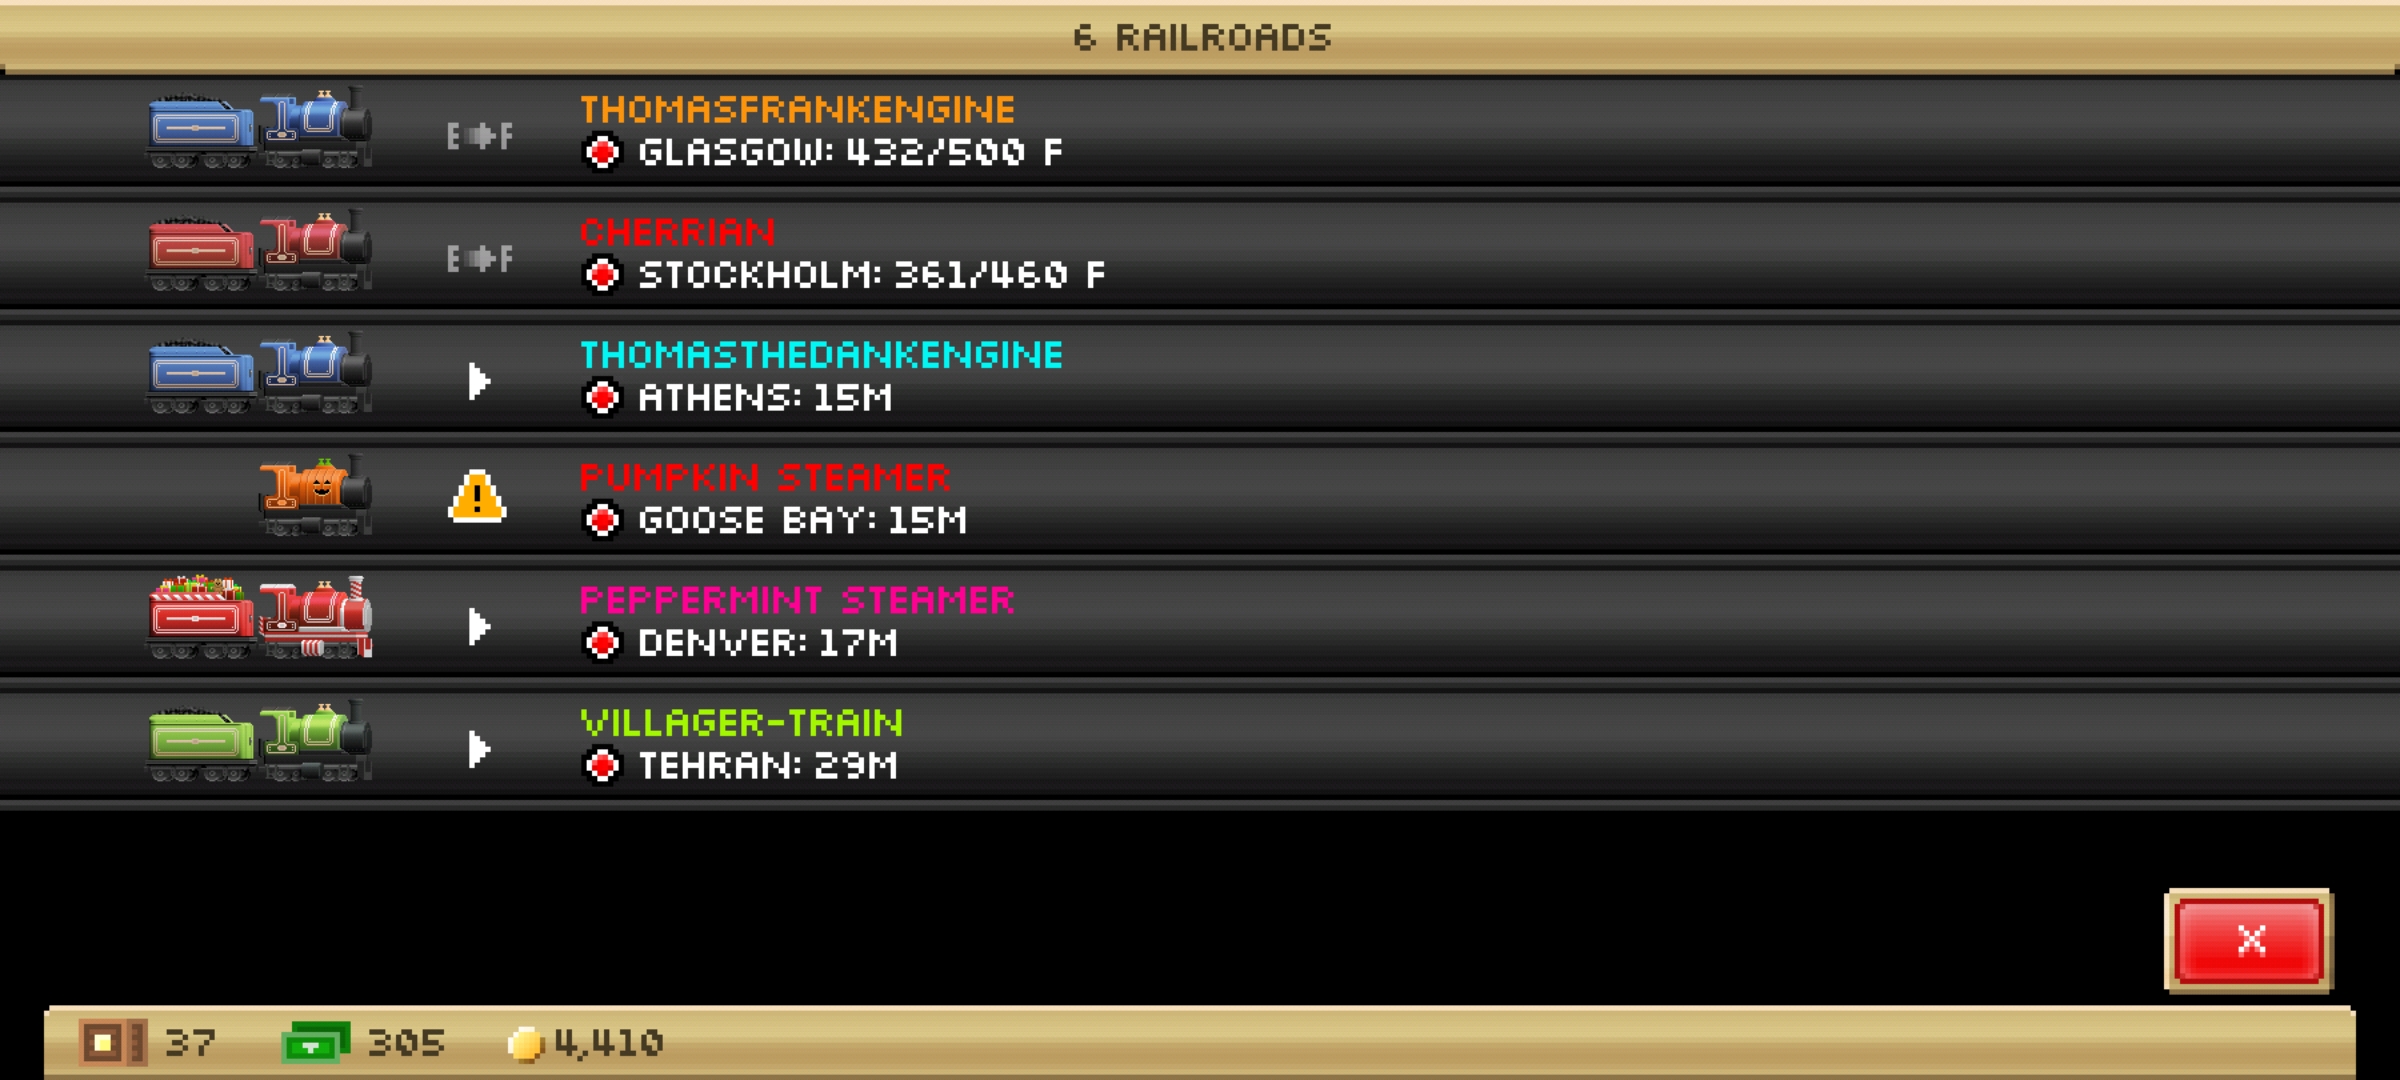 6 RAILROADS
THOMASFRANKENGINE
E F
GLASGOW: 432/500 F
CHERRIAN
E F
STOCKHOLM: 361/460 F
THOMASTHEDANKENGINE
ATHENS: 15M
PUMPKIN STEAMER
!
GOOSE BAY: 15M
PEPPERMINT STEAMER
DENVER: 17M
VILLAGER-TRAIN
TEHRAN: 29M
X
37 305 4,410